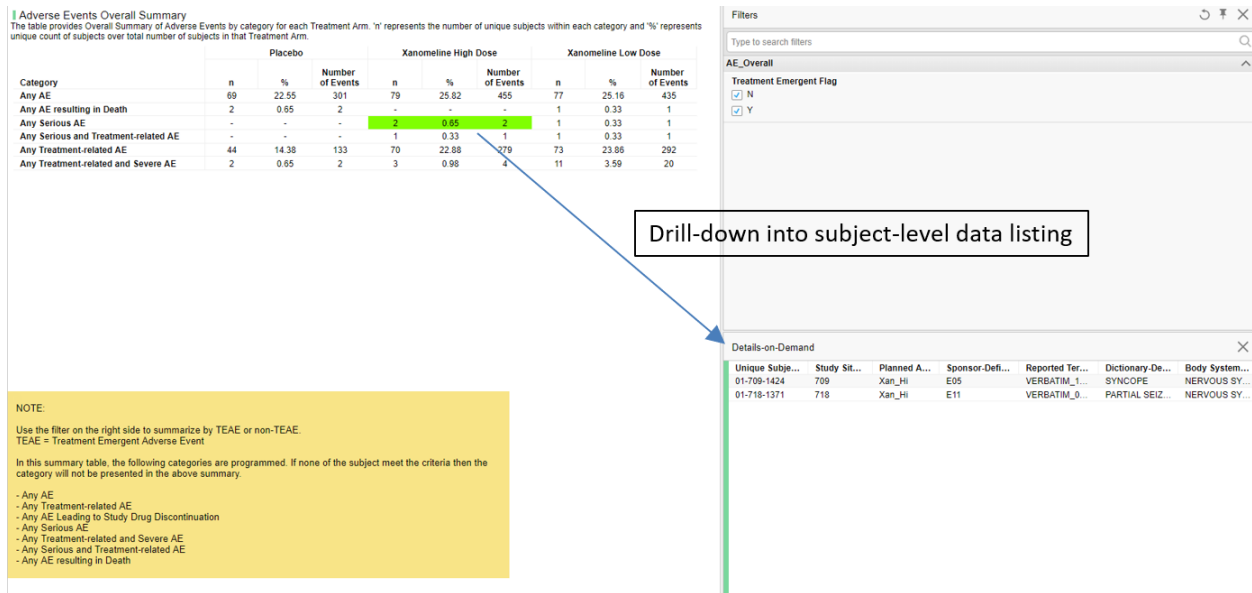 Adverse Events Overall Summary
The table provides Overall Summary of Adverse Events by category for each Treatment Arm. 'n' represents the number of unique subjects within each category and '%' represents
unique count of subjects over total number of subjects in that Treatment Arm.
Placebo Xanomeline High Dose Xanomeline Low Dose
Category n % Number of Events n % Number of Events n % Number of Events
Any AE 69 22.55 301 79 25.82 455 77 25.16 435
Any AE resulting in Death 2 0.65 2 - - - 1 0.33 1
Any Serious AE - - - 2 0.65 2 1 0.33 1
Any Serious and Treatment-related AE - - - 1 0.33 1 1 0.33 1
Any Treatment-related AE 44 14.38 133 70 22.88 279 73 23.86 292
Any Treatment-related and Severe AE 2 0.65 2 3 0.98 4 11 3.59 20
Filters
Type to search filters
AE_Overall
Treatment Emergent Flag
N
Y
Drill-down into subject-level data listing
Details-on-Demand
Unique Subje... Study Sit... Planned A... Sponsor-Defi... Reported Ter... Dictionary-De... Body System...
01-709-1424 709 Xan_Hi E05 VERBATIM_1... SYNCOPE NERVOUS SY...
01-718-1371 718 Xan_Hi E11 VERBATIM_0... PARTIAL SEIZ... NERVOUS SY...
NOTE:
Use the filter on the right side to summarize by TEAE or non-TEAE.
TEAE = Treatment Emergent Adverse Event
In this summary table, the following categories are programmed. If none of the subject meet the criteria then the
category will not be presented in the above summary.
- Any AE
- Any Treatment-related AE
- Any AE Leading to Study Drug Discontinuation
- Any Serious AE
- Any Treatment-related and Severe AE
- Any Serious and Treatment-related AE
- Any AE resulting in Death